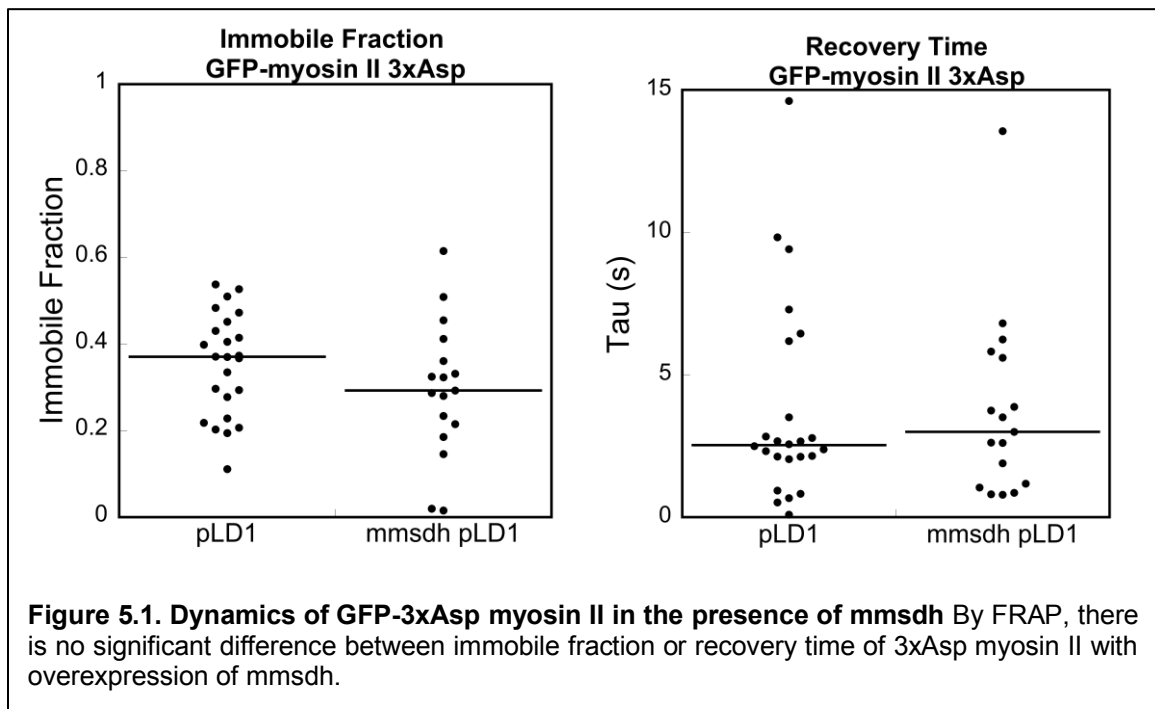 Immobile Fraction
GFP-myosin II 3xAsp
1
0.8
0.6
0.4
0.2
0
Immobile Fraction
pLD1
mmsdh pLD1
Recovery Time
GFP-myosin II 3xAsp
15
10
5
0
Tau (s)
pLD1
mmsdh pLD1
Figure 5.1. Dynamics of GFP-3xAsp myosin II in the presence of mmsdh By FRAP, there
is no significant difference between immobile fraction or recovery time of 3xAsp myosin II with
overexpression of mmsdh.